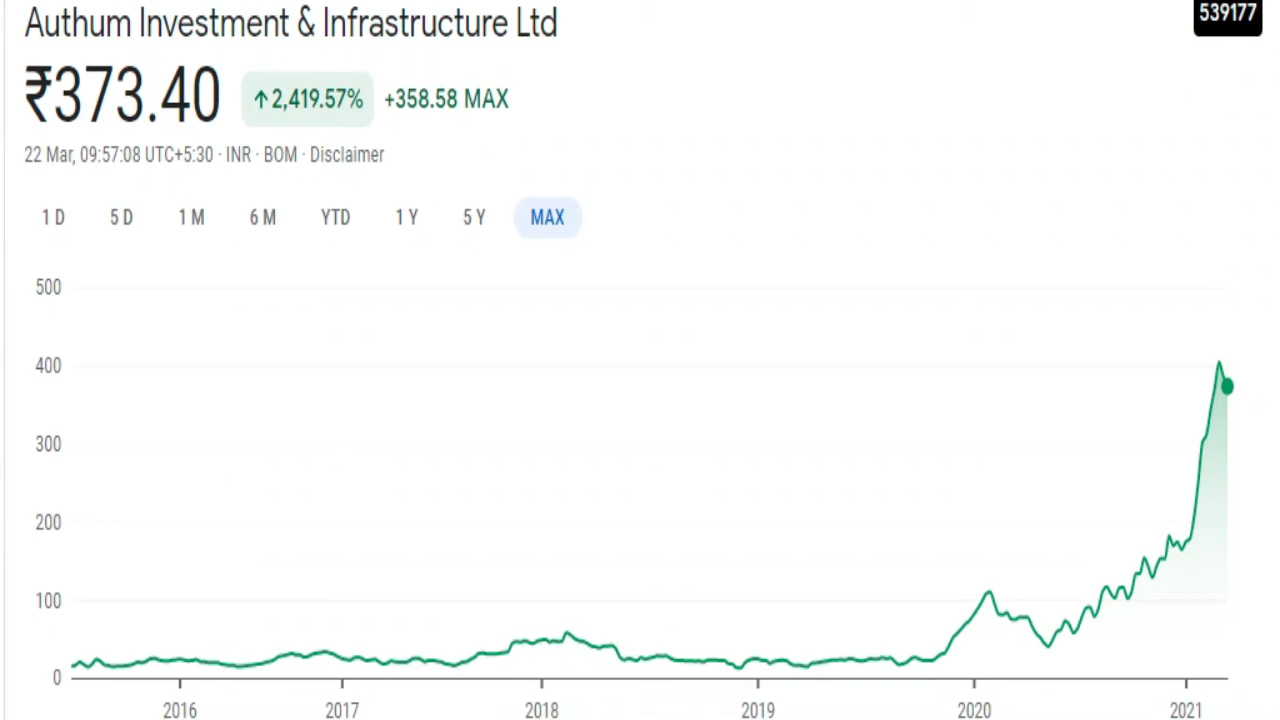 Authum Investment & Infrastructure Ltd
539177
₹373.40 ↑2,419.57% +358.58 MAX
22 Mar, 09:57:08 UTC+5:30 · INR · BOM · Disclaimer
1 D 5 D 1 M 6 M YTD 1 Y 5 Y MAX
500
400
300
200
100
0
2016 2017 2018 2019 2020 2021